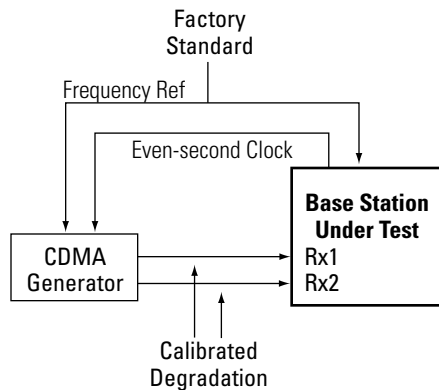 Factory
Standard
Frequency Ref
Even-second Clock
Base Station
Under Test
Rx1
Rx2
CDMA
Generator
Calibrated
Degradation